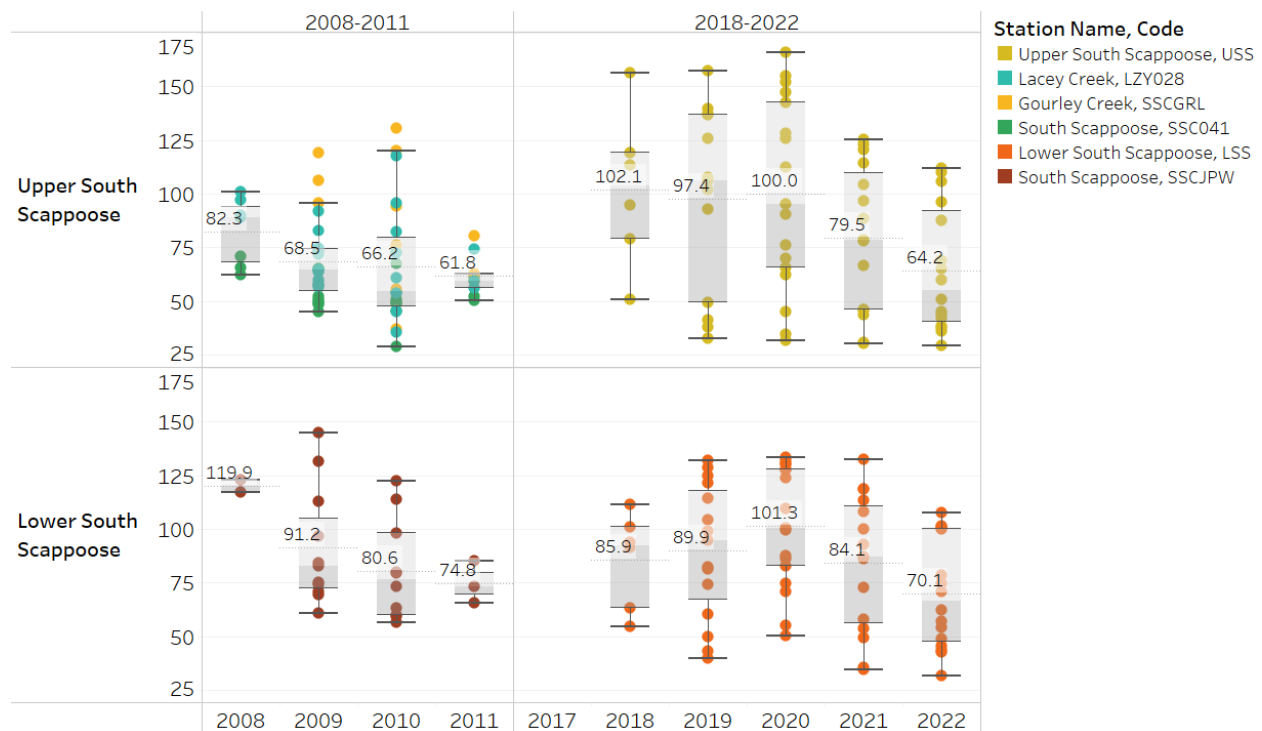 2008-2011 2018-2022
Station Name, Code
Upper South Scappoose, USS
Lacey Creek, LZY028
Gourley Creek, SSCGRL
South Scappoose, SSC041
Lower South Scappoose, LSS
South Scappoose, SSCJPW
Upper South
Scappoose
175
150
125
100
75
50
25
82.3 68.5 66.2 61.8 102.1 97.4 100.0 79.5 64.2
Lower South
Scappoose
175
150
125
100
75
50
25
119.9 91.2 80.6 74.8 85.9 89.9 101.3 84.1 70.1
2008 2009 2010 2011 2017 2018 2019 2020 2021 2022